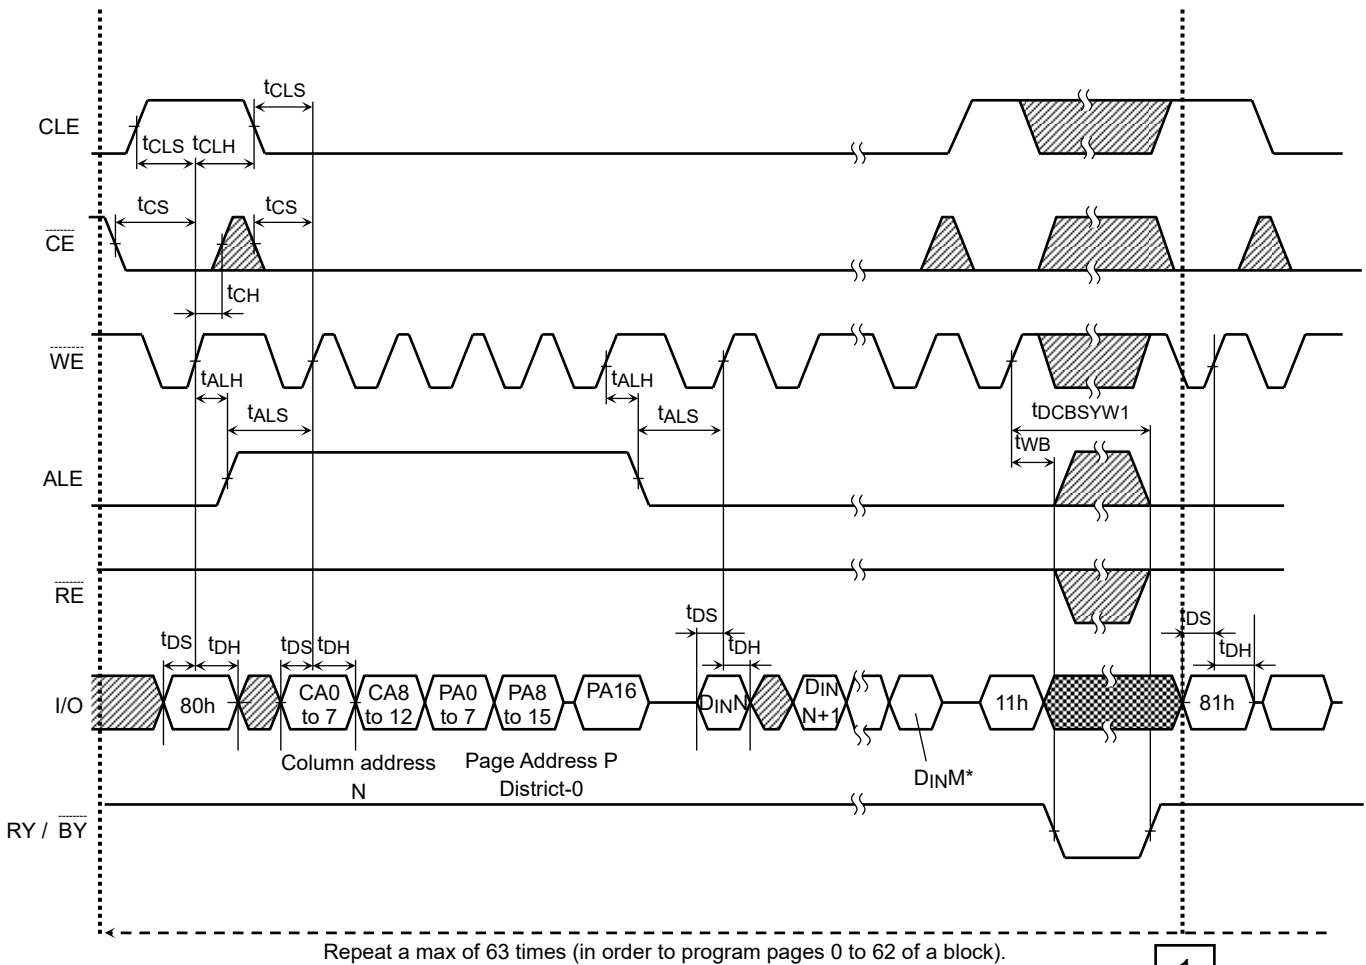 tCLS
CLE
tCLS tCLH
tCS tCS
CE
tCH
WE
tALH tALH
tALS tALS
tDCBSYW1
tWB
ALE
RE
tDS tDH tDS tDH tDS tDH tDS tDH
I/O
80h
CA0 to 7
CA8 to 12
PA0 to 7
PA8 to 15
PA16
DINN
DIN N+1
11h
81h
DINM*
Column address N
Page Address P District-0
RY / BY
Repeat a max of 63 times (in order to program pages 0 to 62 of a block).